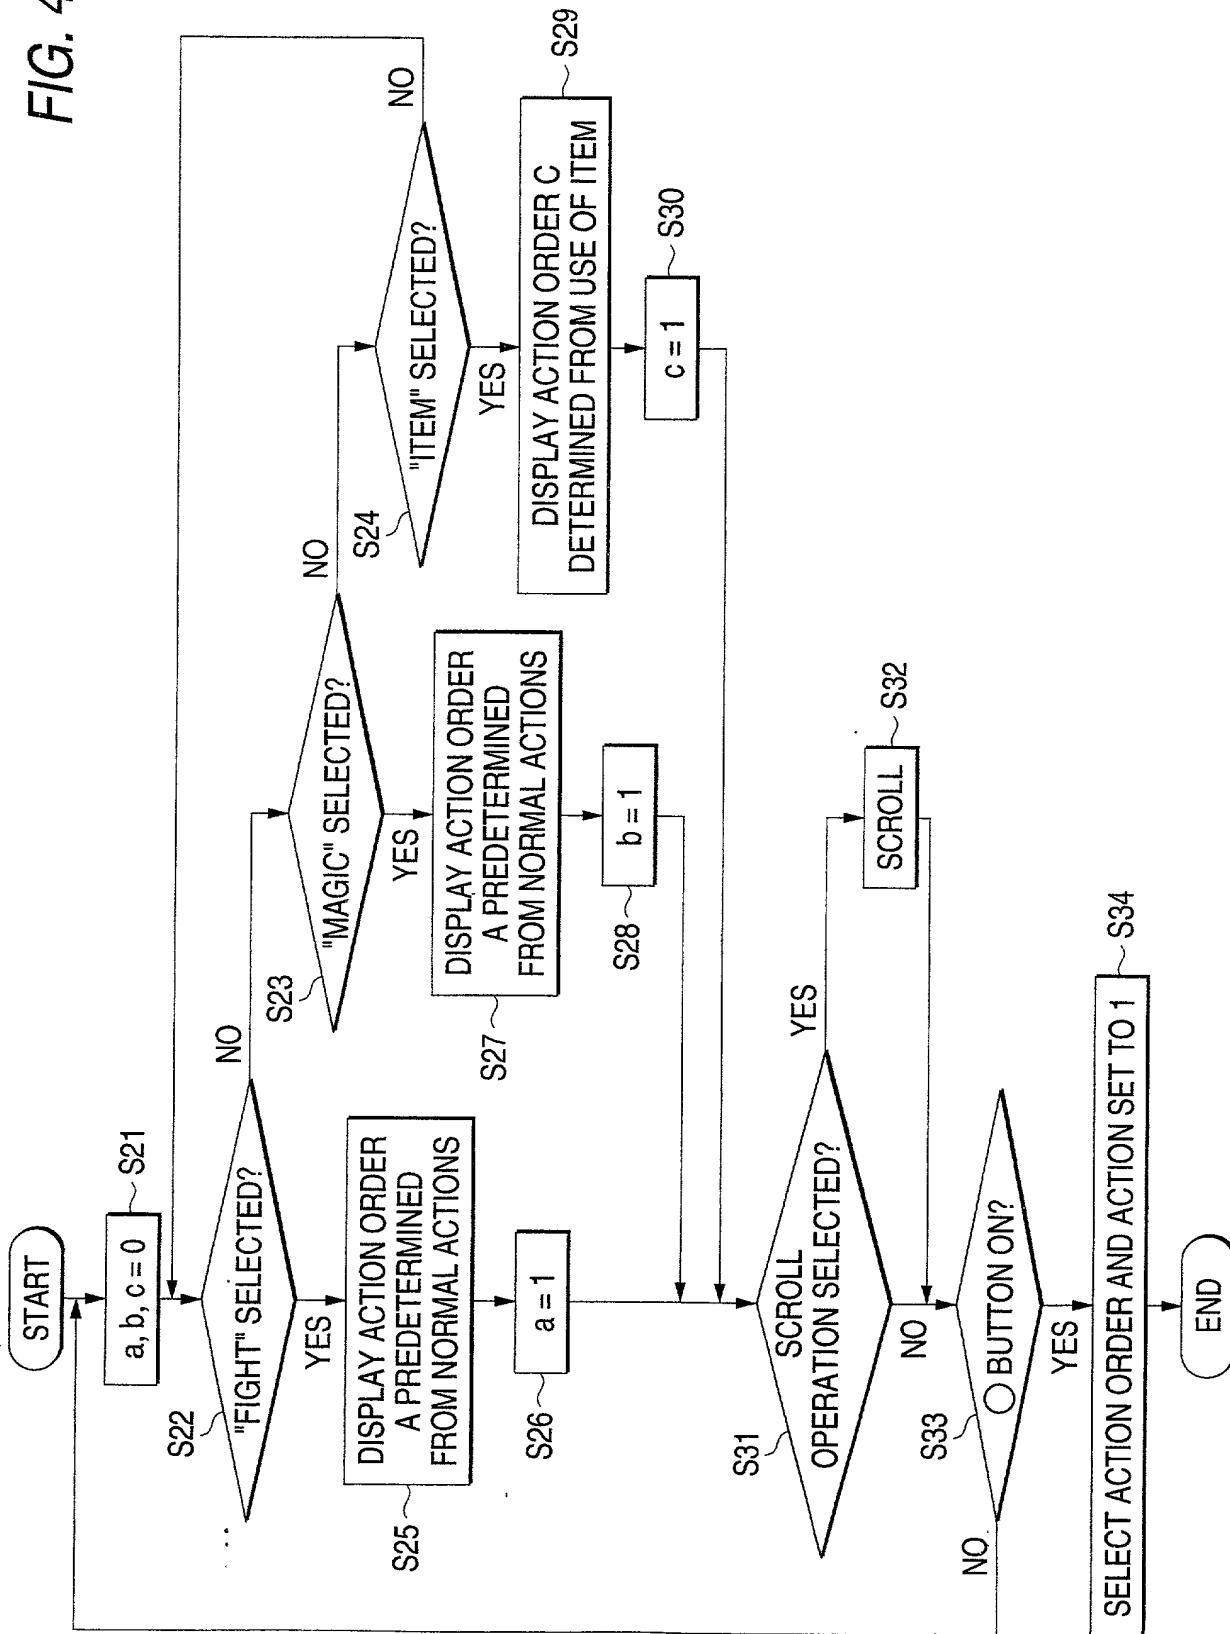 FIG. 4
START
a, b, c = 0
S21
"FIGHT" SELECTED?
S22
NO
YES
"MAGIC" SELECTED?
S23
NO
YES
"ITEM" SELECTED?
S24
NO
YES
DISPLAY ACTION ORDER
A PREDETERMINED
FROM NORMAL ACTIONS
S25
a = 1
S26
DISPLAY ACTION ORDER
A PREDETERMINED
FROM NORMAL ACTIONS
S27
b = 1
S28
DISPLAY ACTION ORDER C
DETERMINED FROM USE OF ITEM
S29
c = 1
S30
SCROLL
OPERATION SELECTED?
S31
YES
NO
SCROLL
S32
○ BUTTON ON?
S33
NO
YES
SELECT ACTION ORDER AND ACTION SET TO 1
S34
END